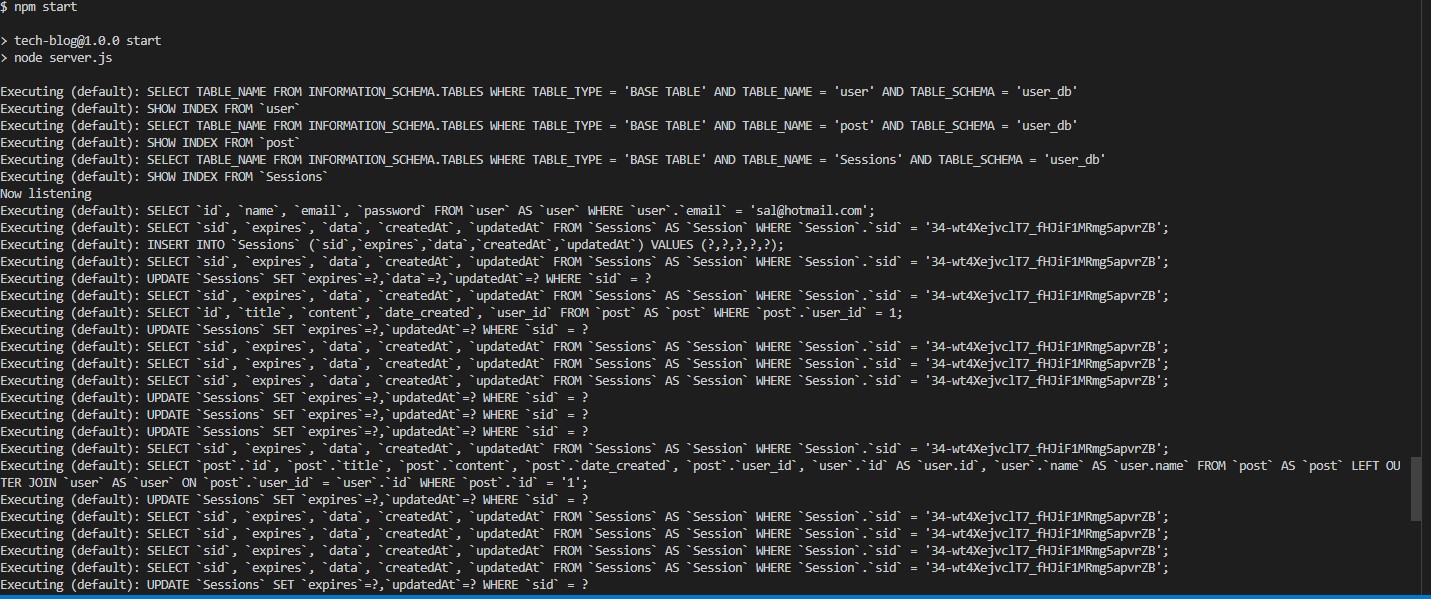 $ npm start
> tech-blog@1.0.0 start
> node server.js
Executing (default): SELECT TABLE_NAME FROM INFORMATION_SCHEMA.TABLES WHERE TABLE_TYPE = 'BASE TABLE' AND TABLE_NAME = 'user' AND TABLE_SCHEMA = 'user_db'
Executing (default): SHOW INDEX FROM `user`
Executing (default): SELECT TABLE_NAME FROM INFORMATION_SCHEMA.TABLES WHERE TABLE_TYPE = 'BASE TABLE' AND TABLE_NAME = 'post' AND TABLE_SCHEMA = 'user_db'
Executing (default): SHOW INDEX FROM `post`
Executing (default): SELECT TABLE_NAME FROM INFORMATION_SCHEMA.TABLES WHERE TABLE_TYPE = 'BASE TABLE' AND TABLE_NAME = 'Sessions' AND TABLE_SCHEMA = 'user_db'
Executing (default): SHOW INDEX FROM `Sessions`
Now listening
Executing (default): SELECT `id`, `name`, `email`, `password` FROM `user` AS `user` WHERE `user`.`email` = 'sal@hotmail.com';
Executing (default): SELECT `sid`, `expires`, `data`, `createdAt`, `updatedAt` FROM `Sessions` AS `Session` WHERE `Session`.`sid` = '34-wt4XejvclT7_fHJiF1MRmg5apvrZB';
Executing (default): INSERT INTO `Sessions` (`sid`,`expires`,`data`,`createdAt`,`updatedAt`) VALUES (?,?,?,?,?);
Executing (default): SELECT `sid`, `expires`, `data`, `createdAt`, `updatedAt` FROM `Sessions` AS `Session` WHERE `Session`.`sid` = '34-wt4XejvclT7_fHJiF1MRmg5apvrZB';
Executing (default): UPDATE `Sessions` SET `expires`=?,`data`=?,`updatedAt`=? WHERE `sid` = ?
Executing (default): SELECT `sid`, `expires`, `data`, `createdAt`, `updatedAt` FROM `Sessions` AS `Session` WHERE `Session`.`sid` = '34-wt4XejvclT7_fHJiF1MRmg5apvrZB';
Executing (default): SELECT `id`, `title`, `content`, `date_created`, `user_id` FROM `post` AS `post` WHERE `post`.`user_id` = 1;
Executing (default): UPDATE `Sessions` SET `expires`=?,`updatedAt`=? WHERE `sid` = ?
Executing (default): SELECT `sid`, `expires`, `data`, `createdAt`, `updatedAt` FROM `Sessions` AS `Session` WHERE `Session`.`sid` = '34-wt4XejvclT7_fHJiF1MRmg5apvrZB';
Executing (default): SELECT `sid`, `expires`, `data`, `createdAt`, `updatedAt` FROM `Sessions` AS `Session` WHERE `Session`.`sid` = '34-wt4XejvclT7_fHJiF1MRmg5apvrZB';
Executing (default): SELECT `sid`, `expires`, `data`, `createdAt`, `updatedAt` FROM `Sessions` AS `Session` WHERE `Session`.`sid` = '34-wt4XejvclT7_fHJiF1MRmg5apvrZB';
Executing (default): UPDATE `Sessions` SET `expires`=?,`updatedAt`=? WHERE `sid` = ?
Executing (default): UPDATE `Sessions` SET `expires`=?,`updatedAt`=? WHERE `sid` = ?
Executing (default): UPDATE `Sessions` SET `expires`=?,`updatedAt`=? WHERE `sid` = ?
Executing (default): SELECT `sid`, `expires`, `data`, `createdAt`, `updatedAt` FROM `Sessions` AS `Session` WHERE `Session`.`sid` = '34-wt4XejvclT7_fHJiF1MRmg5apvrZB';
Executing (default): SELECT `post`.`id`, `post`.`title`, `post`.`content`, `post`.`date_created`, `post`.`user_id`, `user`.`id` AS `user.id`, `user`.`name` AS `user.name` FROM `post` AS `post` LEFT OU
TER JOIN `user` AS `user` ON `post`.`user_id` = `user`.`id` WHERE `post`.`id` = '1';
Executing (default): UPDATE `Sessions` SET `expires`=?,`updatedAt`=? WHERE `sid` = ?
Executing (default): SELECT `sid`, `expires`, `data`, `createdAt`, `updatedAt` FROM `Sessions` AS `Session` WHERE `Session`.`sid` = '34-wt4XejvclT7_fHJiF1MRmg5apvrZB';
Executing (default): SELECT `sid`, `expires`, `data`, `createdAt`, `updatedAt` FROM `Sessions` AS `Session` WHERE `Session`.`sid` = '34-wt4XejvclT7_fHJiF1MRmg5apvrZB';
Executing (default): SELECT `sid`, `expires`, `data`, `createdAt`, `updatedAt` FROM `Sessions` AS `Session` WHERE `Session`.`sid` = '34-wt4XejvclT7_fHJiF1MRmg5apvrZB';
Executing (default): SELECT `sid`, `expires`, `data`, `createdAt`, `updatedAt` FROM `Sessions` AS `Session` WHERE `Session`.`sid` = '34-wt4XejvclT7_fHJiF1MRmg5apvrZB';
Executing (default): UPDATE `Sessions` SET `expires`=?,`updatedAt`=? WHERE `sid` = ?